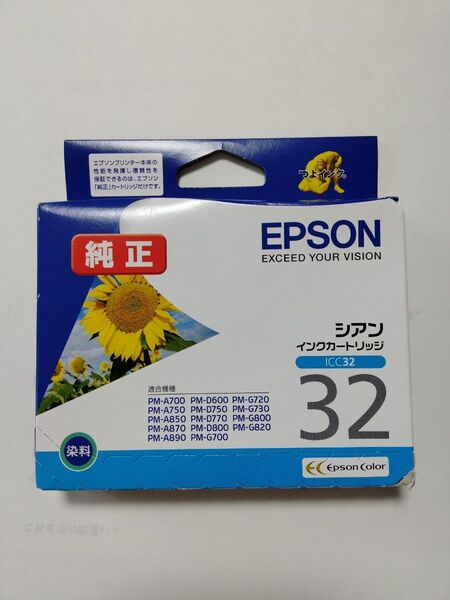 エプソンプリンター本来の
性能を発揮し信頼性を
保証できるのは、エプソン
「純正」カートリッジだけです。
つよインク
純正
EPSON
EXCEED YOUR VISION
シアン
インクカートリッジ
ICC32
32
適合機種
PM-A700 PM-D600 PM-G720
PM-A750 PM-D750 PM-G730
PM-A850 PM-D770 PM-G800
PM-A870 PM-D800 PM-G820
PM-A890 PM-G700
染料
Epson Color